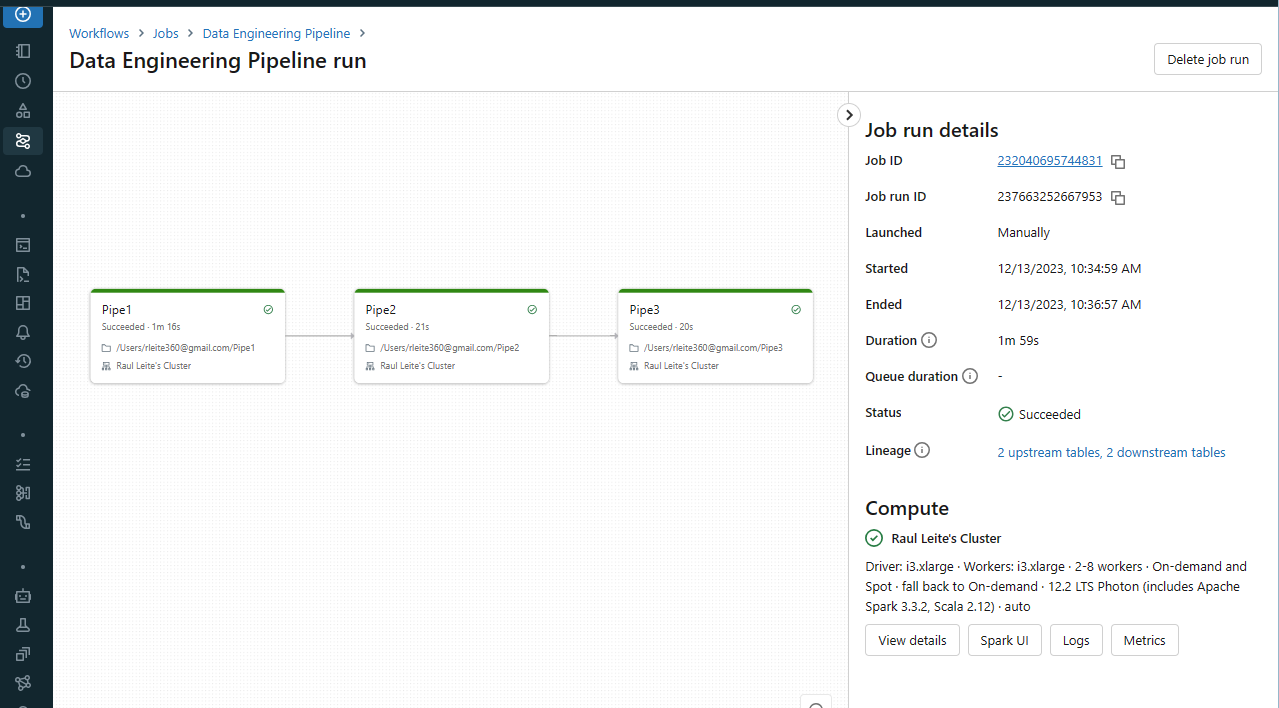 Workflows > Jobs > Data Engineering Pipeline >
Data Engineering Pipeline run
Delete job run
Pipe1
Succeeded · 1m 16s
/Users/rleite360@gmail.com/Pipe1
Raul Leite's Cluster
Pipe2
Succeeded · 21s
/Users/rleite360@gmail.com/Pipe2
Raul Leite's Cluster
Pipe3
Succeeded · 20s
/Users/rleite360@gmail.com/Pipe3
Raul Leite's Cluster
Job run details
Job ID 232040695744831
Job run ID 237663252667953
Launched Manually
Started 12/13/2023, 10:34:59 AM
Ended 12/13/2023, 10:36:57 AM
Duration 1m 59s
Queue duration -
Status Succeeded
Lineage 2 upstream tables, 2 downstream tables
Compute
Raul Leite's Cluster
Driver: i3.xlarge · Workers: i3.xlarge · 2-8 workers · On-demand and
Spot · fall back to On-demand · 12.2 LTS Photon (includes Apache
Spark 3.3.2, Scala 2.12) · auto
View details Spark UI Logs Metrics